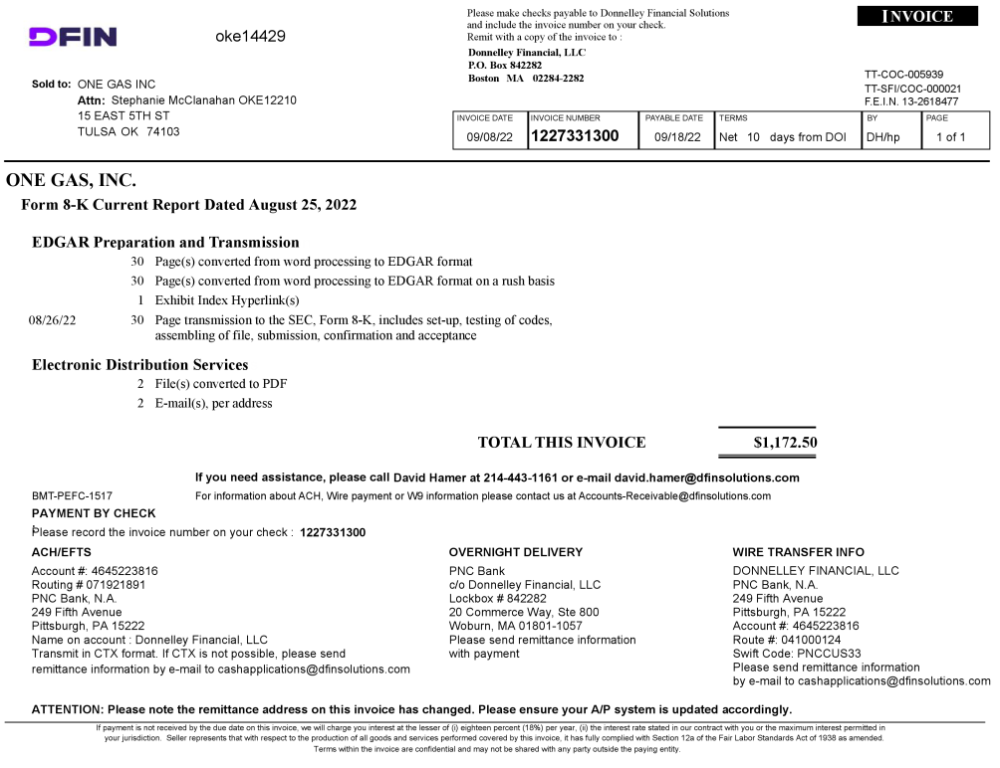 DFIN
oke14429
Please make checks payable to Donnelley Financial Solutions
and include the invoice number on your check.
Remit with a copy of the invoice to :
Donnelley Financial, LLC
P.O. Box 842282
Boston MA 02284-2282
INVOICE
TT-COC-005939
TT-SFI/COC-000021
F.E.I.N. 13-2618477
Sold to: ONE GAS INC
Attn: Stephanie McClanahan OKE12210
15 EAST 5TH ST
TULSA OK 74103
INVOICE DATE INVOICE NUMBER PAYABLE DATE TERMS BY PAGE
09/08/22 1227331300 09/18/22 Net 10 days from DOI DH/hp 1 of 1
ONE GAS, INC.
Form 8-K Current Report Dated August 25, 2022
EDGAR Preparation and Transmission
30 Page(s) converted from word processing to EDGAR format
30 Page(s) converted from word processing to EDGAR format on a rush basis
1 Exhibit Index Hyperlink(s)
08/26/22 30 Page transmission to the SEC, Form 8-K, includes set-up, testing of codes,
assembling of file, submission, confirmation and acceptance
Electronic Distribution Services
2 File(s) converted to PDF
2 E-mail(s), per address
TOTAL THIS INVOICE $1,172.50
If you need assistance, please call David Hamer at 214-443-1161 or e-mail david.hamer@dfinsolutions.com
BMT-PEFC-1517 For information about ACH, Wire payment or W9 information please contact us at Accounts-Receivable@dfinsolutions.com
PAYMENT BY CHECK
Please record the invoice number on your check : 1227331300
ACH/EFTS
Account #: 4645223816
Routing # 071921891
PNC Bank, N.A.
249 Fifth Avenue
Pittsburgh, PA 15222
Name on account : Donnelley Financial, LLC
Transmit in CTX format. If CTX is not possible, please send
remittance information by e-mail to cashapplications@dfinsolutions.com
OVERNIGHT DELIVERY
PNC Bank
c/o Donnelley Financial, LLC
Lockbox # 842282
20 Commerce Way, Ste 800
Woburn, MA 01801-1057
Please send remittance information
with payment
WIRE TRANSFER INFO
DONNELLEY FINANCIAL, LLC
PNC Bank, N.A.
249 Fifth Avenue
Pittsburgh, PA 15222
Account #: 4645223816
Route #: 041000124
Swift Code: PNCCUS33
Please send remittance information
by e-mail to cashapplications@dfinsolutions.com
ATTENTION: Please note the remittance address on this invoice has changed. Please ensure your A/P system is updated accordingly.
If payment is not received by the due date on this invoice, we will charge you interest at the lesser of (i) eighteen percent (18%) per year, (ii) the interest rate stated in our contract with you or the maximum interest permitted in
your jurisdiction. Seller represents that with respect to the production of all goods and services performed covered by this invoice, it has fully complied with Section 12a of the Fair Labor Standards Act of 1938 as amended.
Terms within the invoice are confidential and may not be shared with any party outside the paying entity.